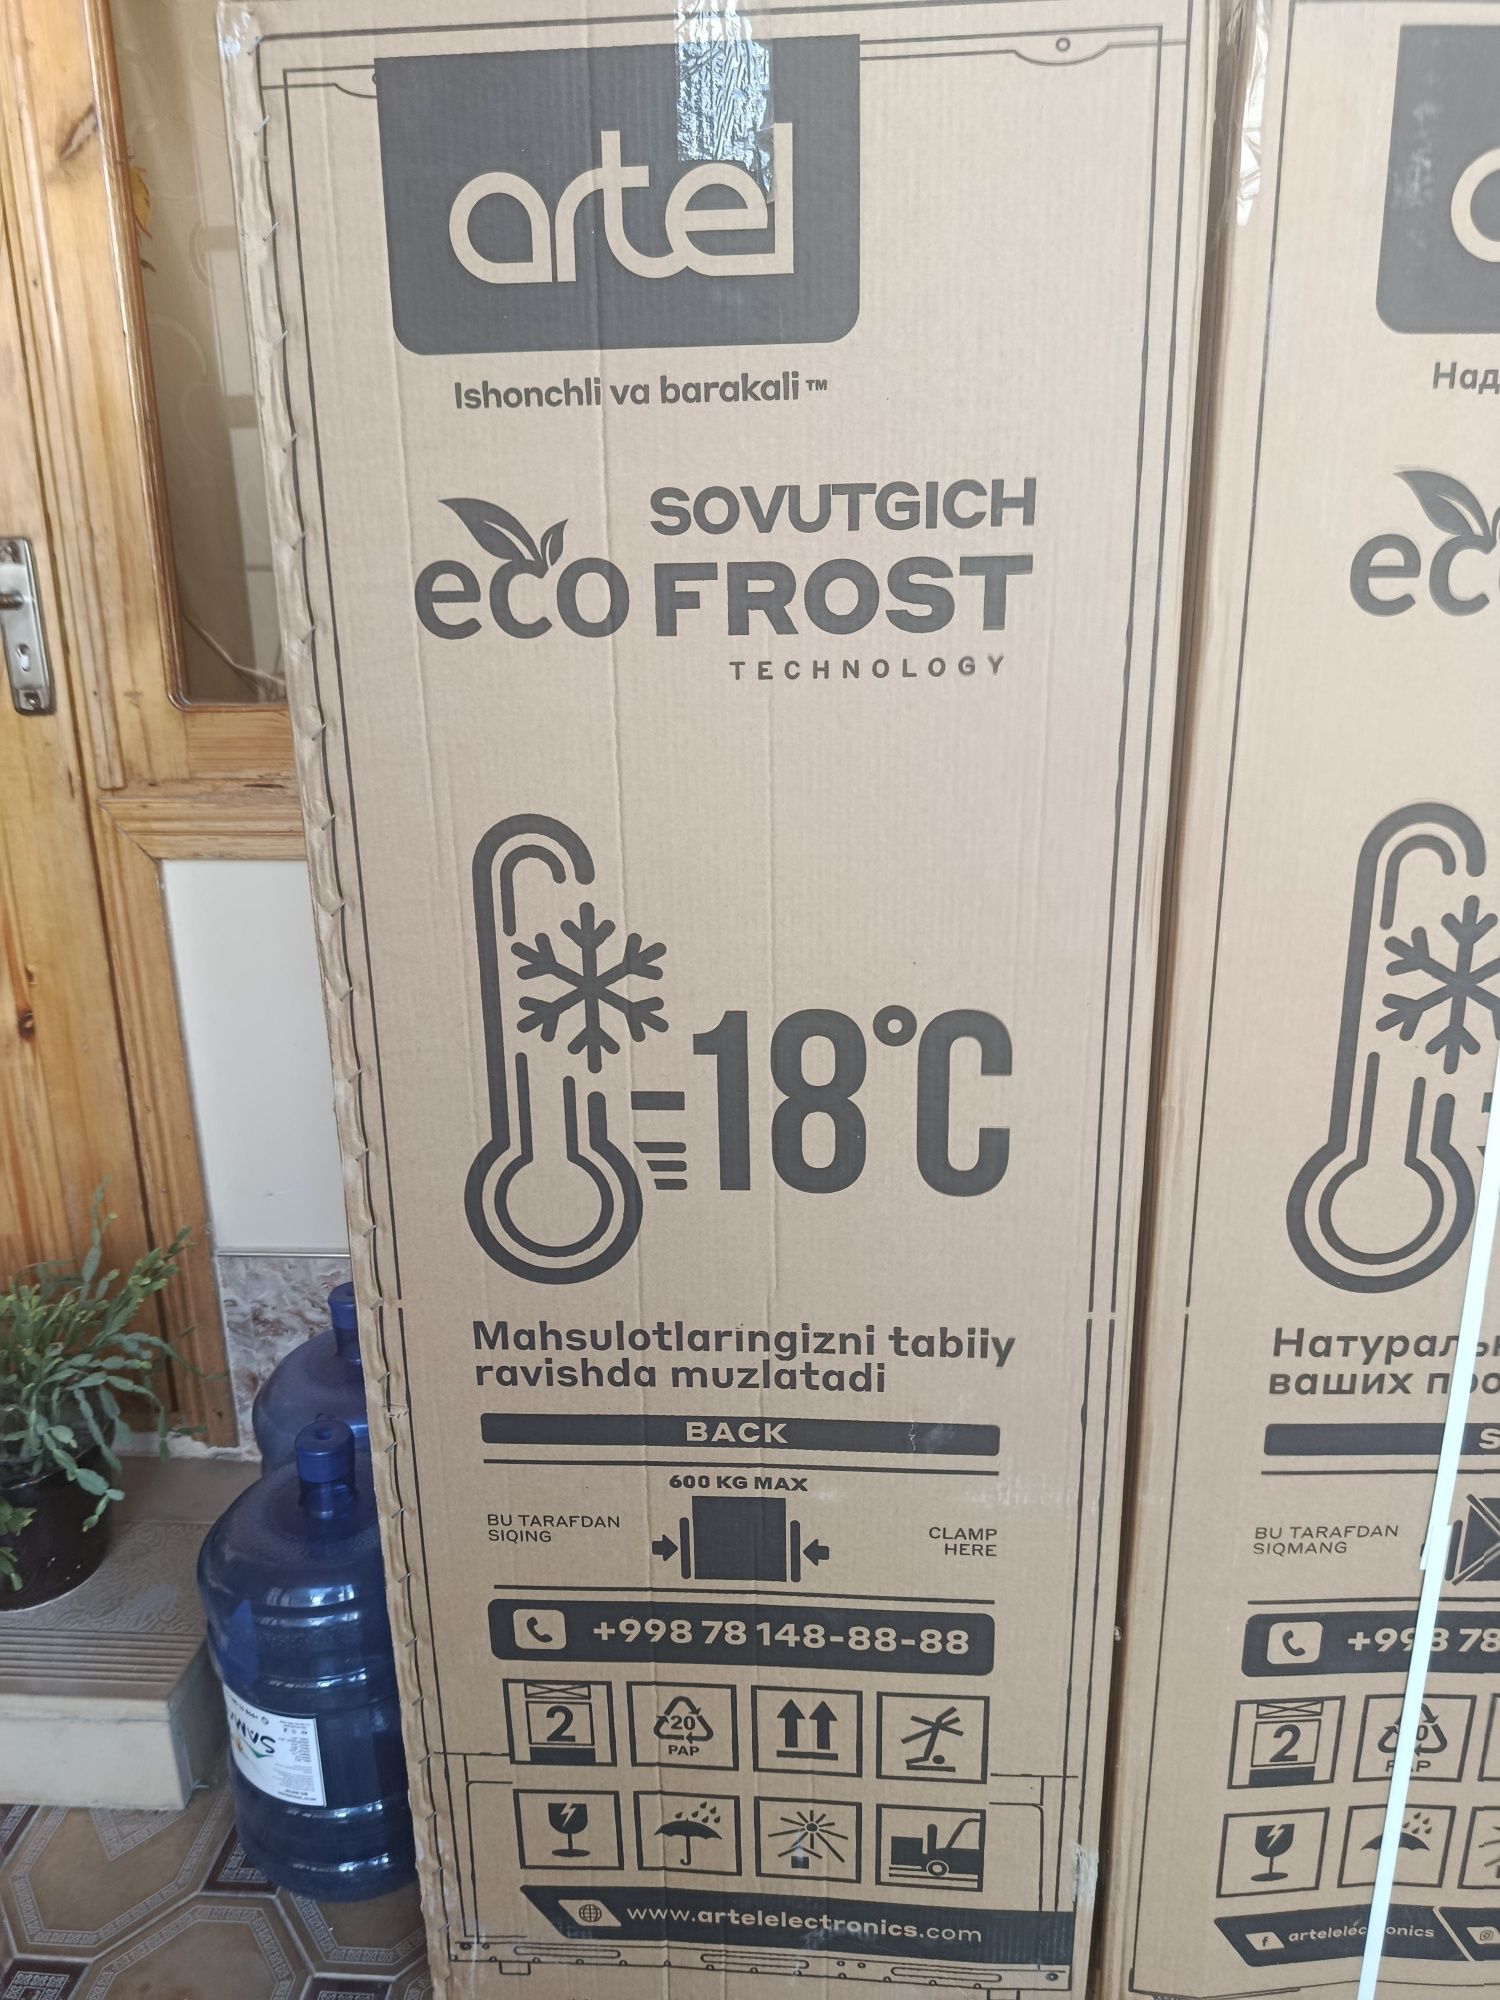 artel
Ishonchli va barakali™
SOVUTGICH
eco FROST
TECHNOLOGY
-18°C
Mahsulotlaringizni tabiiy
ravishda muzlatadi
BACK
600 KG MAX
BU TARAFDAN
SIQING
CLAMP
HERE
+998 78 148-88-88
2
20
PAP
www.artelelectronics.com
Над
eco
Натураль
ваших про
S
BU TARAFDAN
SIQMANG
+998 78
2
PAP
artelelectronics